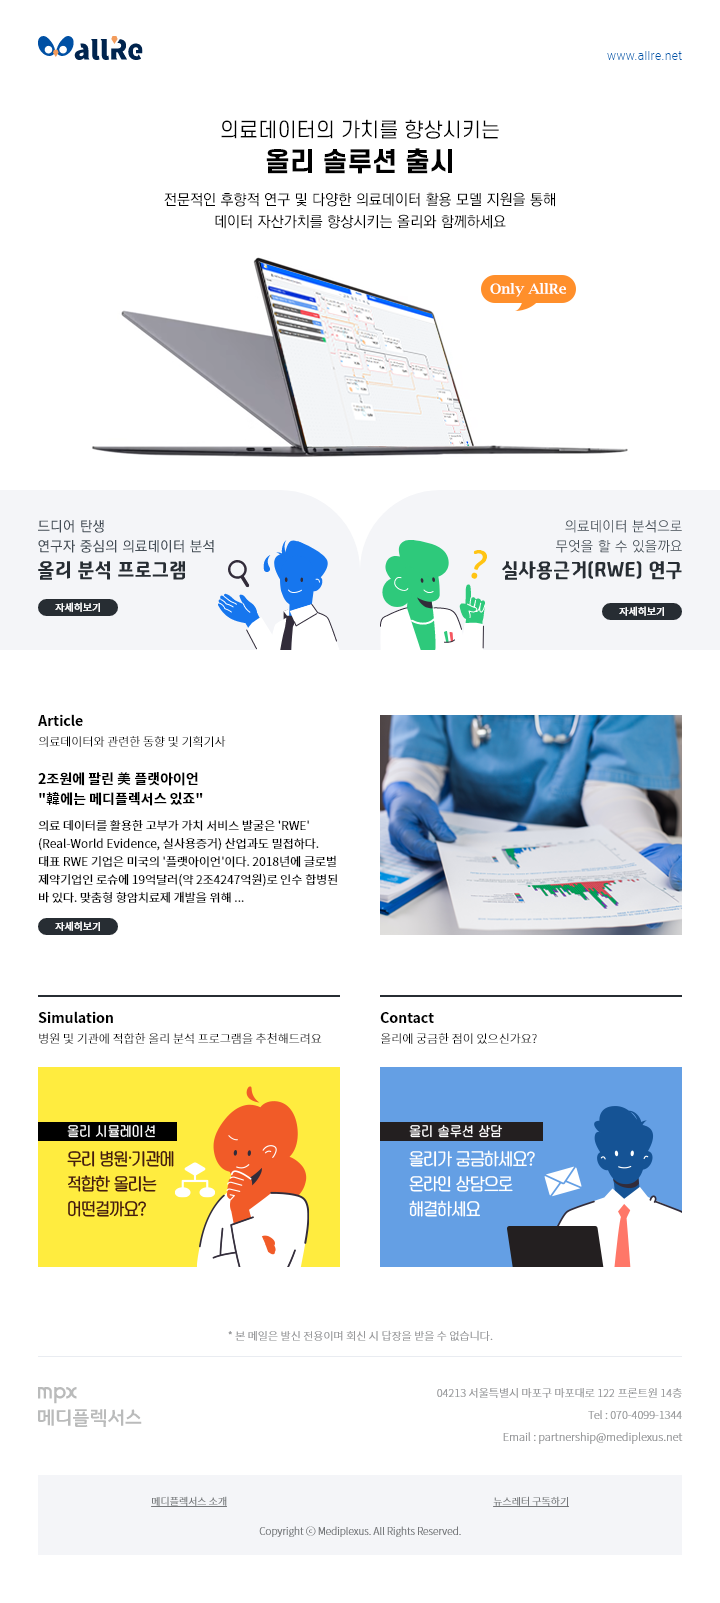 allRe
www.allre.net
의료데이터의 가치를 향상시키는
올리 솔루션 출시
전문적인 후향적 연구 및 다양한 의료데이터 활용 모델 지원을 통해
데이터 자산가치를 향상시키는 올리와 함께하세요
Only AllRe
드디어 탄생
연구자 중심의 의료데이터 분석
올리 분석 프로그램
자세히보기
의료데이터 분석으로
무엇을 할 수 있을까요
실사용근거(RWE) 연구
자세히보기
Article
의료데이터와 관련한 동향 및 기획기사
2조원에 팔린 美 플랫아이언
"韓에는 메디플렉서스 있죠"
의료 데이터를 활용한 고부가 가치 서비스 발굴은 'RWE'
(Real-World Evidence, 실사용증거) 산업과도 밀접하다.
대표 RWE 기업은 미국의 '플랫아이언'이다. 2018년에 글로벌
제약기업인 로슈에 19억달러(약 2조4247억원)로 인수 합병된
바 있다. 맞춤형 항암치료제 개발을 위해 ...
자세히보기
Simulation
병원 및 기관에 적합한 올리 분석 프로그램을 추천해드려요
올리 시뮬레이션
우리 병원·기관에
적합한 올리는
어떤걸까요?
Contact
올리에 궁금한 점이 있으신가요?
올리 솔루션 상담
올리가 궁금하세요?
온라인 상담으로
해결하세요
* 본 메일은 발신 전용이며 회신 시 답장을 받을 수 없습니다.
mpx
메디플렉서스
04213 서울특별시 마포구 마포대로 122 프론트원 14층
Tel : 070-4099-1344
Email : partnership@mediplexus.net
메디플렉서스 소개
뉴스레터 구독하기
Copyright ⓒ Mediplexus. All Rights Reserved.